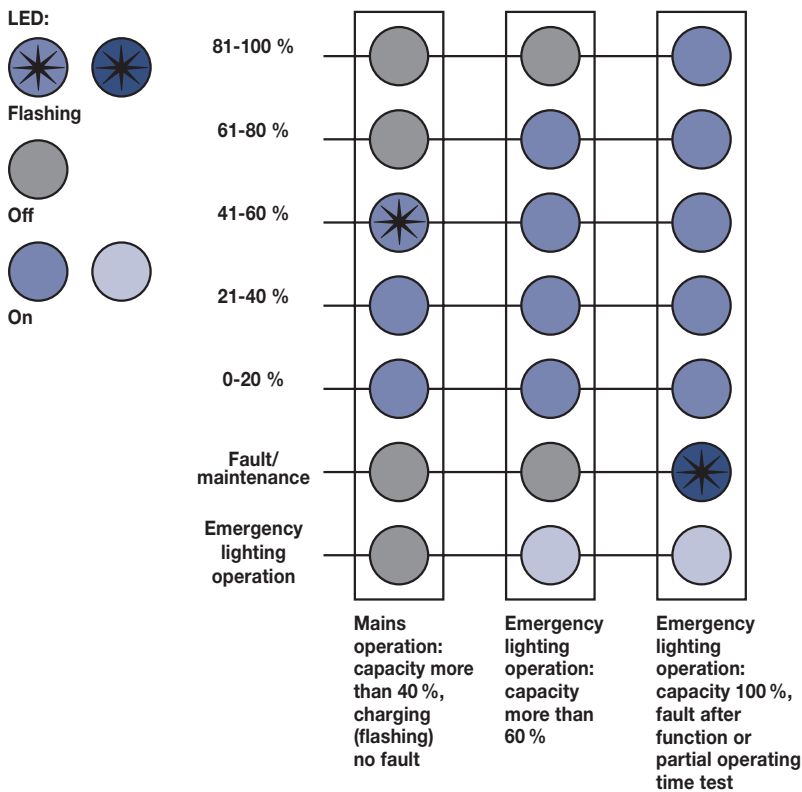 LED:
Flashing
Off
On
81-100 %
61-80 %
41-60 %
21-40 %
0-20 %
Fault/
maintenance
Emergency
lighting
operation
Mains
operation:
capacity more
than 40 %,
charging
(flashing)
no fault
Emergency
lighting
operation:
capacity
more than
60 %
Emergency
lighting
operation:
capacity 100 %,
fault after
function or
partial operating
time test